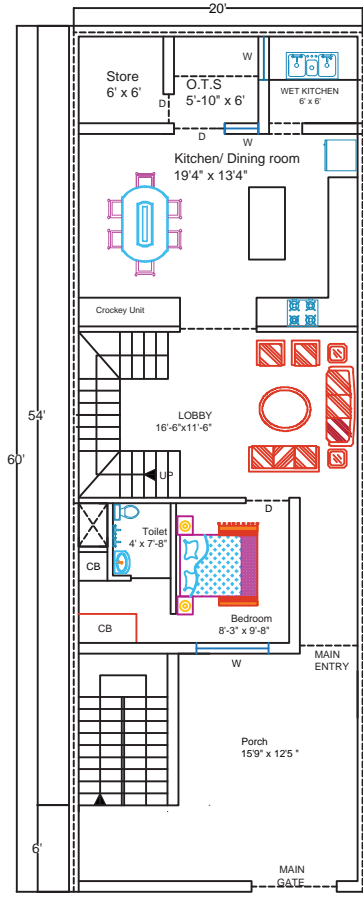 20'
Store
6' x 6'
O.T.S
5'-10" x 6'
W
WET KITCHEN
6' x 6'
D
D
W
Kitchen/ Dining room
19'4" x 13'4"
Crockey Unit
54'
60'
LOBBY
16'-6"x11'-6"
UP
D
Toilet
4' x 7'-8"
CB
CB
Bedroom
8'-3" x 9'-8"
W
MAIN
ENTRY
Porch
15'9" x 12'5 "
6'
MAIN
GATE